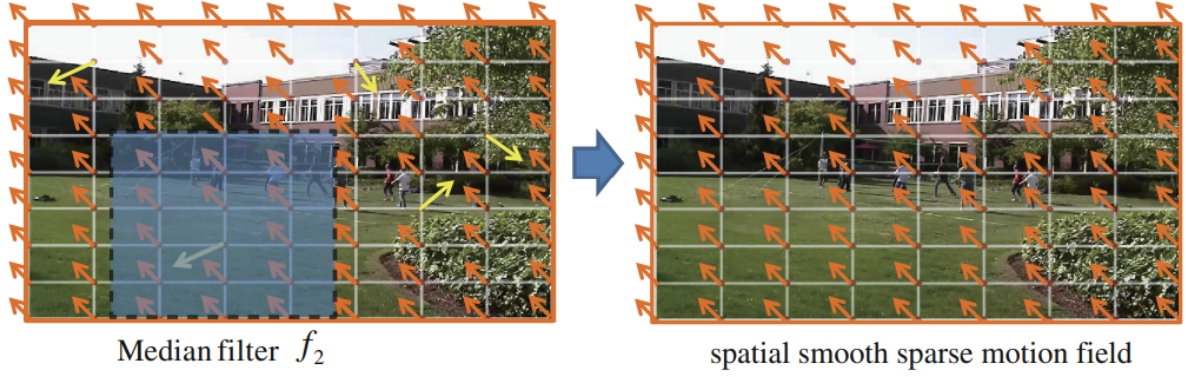 Median filter f₂
spatial smooth sparse motion field